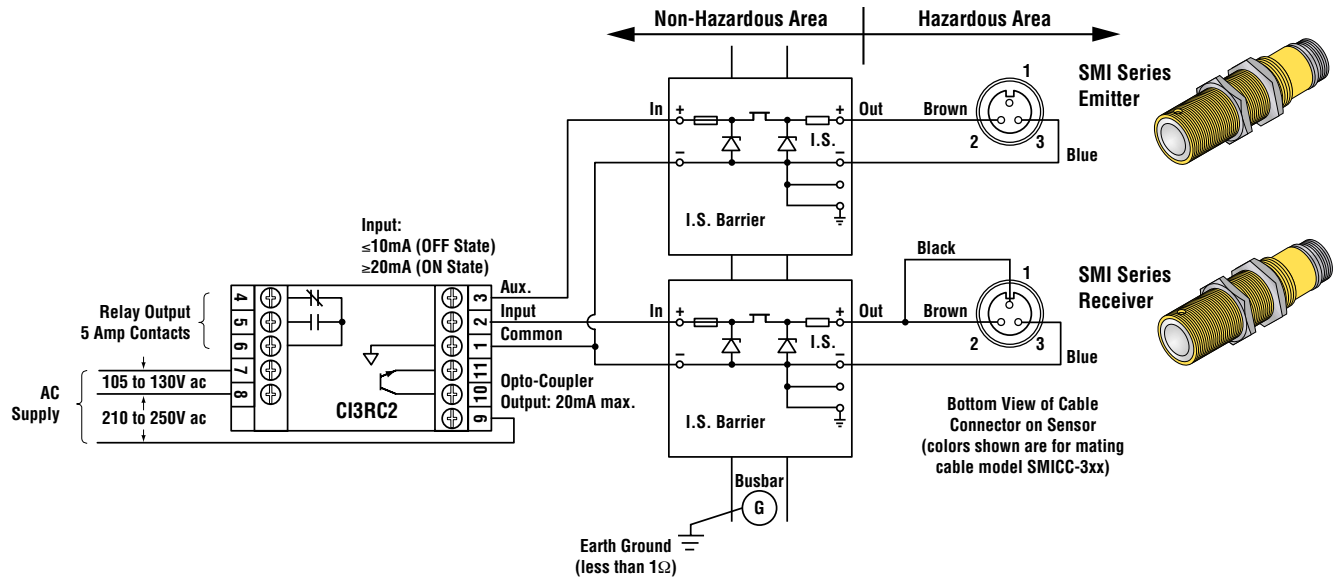 Non-Hazardous Area
Hazardous Area
1
SMI Series
Emitter
In
+
+
Out
Brown
I.S.
2
3
–
–
Blue
I.S. Barrier
Input:
≤10mA (OFF State)
≥20mA (ON State)
Black
1
SMI Series
Receiver
4
3
Aux.
In
+
+
Out
Brown
Relay Output
5 Amp Contacts
5
2
Input
I.S.
2
3
6
1
Common
–
–
Blue
7
11
AC
Supply
105 to 130V ac
8
10
Opto-Coupler
Output: 20mA max.
210 to 250V ac
CI3RC2
9
I.S. Barrier
Bottom View of Cable
Connector on Sensor
(colors shown are for mating
cable model SMICC-3xx)
Busbar
G
Earth Ground
(less than 1Ω)